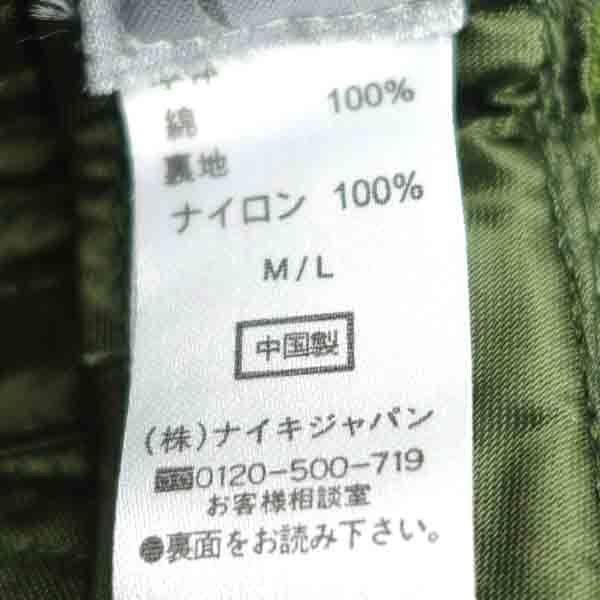 綿 100%
裏地
ナイロン 100%
M/L
中国製
(株)ナイキジャパン
0120-500-719
お客様相談室
●裏面をお読み下さい。